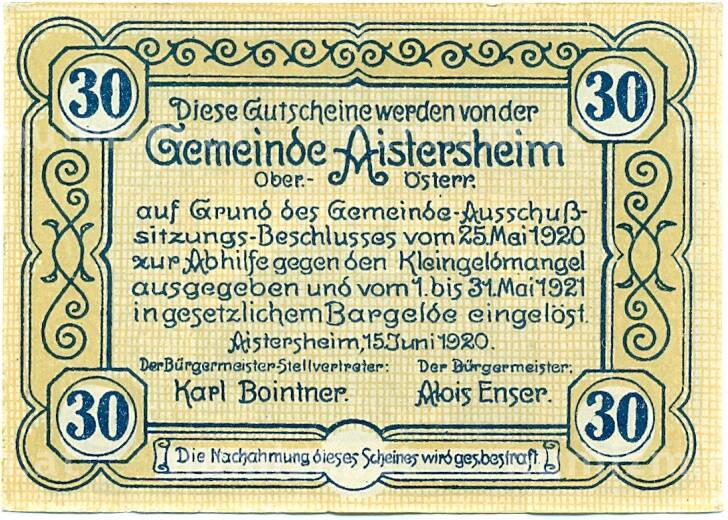 30 30
Diese Gutscheine werden von der
Gemeinde Aistersheim
Ober.- Österr.
auf Grund des Gemeinde-Ausschuß-
sitzungs-Beschlusses vom 25. Mai 1920
zur Abhilfe gegen den Kleingeldmangel
ausgegeben und vom 1. bis 31. Mai 1921
in gesetzlichem Bargelde eingelöst.
Aistersheim, 15. Juni 1920.
Der Bürgermeister-Stellvertreter: Der Bürgermeister:
Karl Bointner. Alois Enser.
30 30
Die Nachahmung dieses Scheines wird ges. bestraft